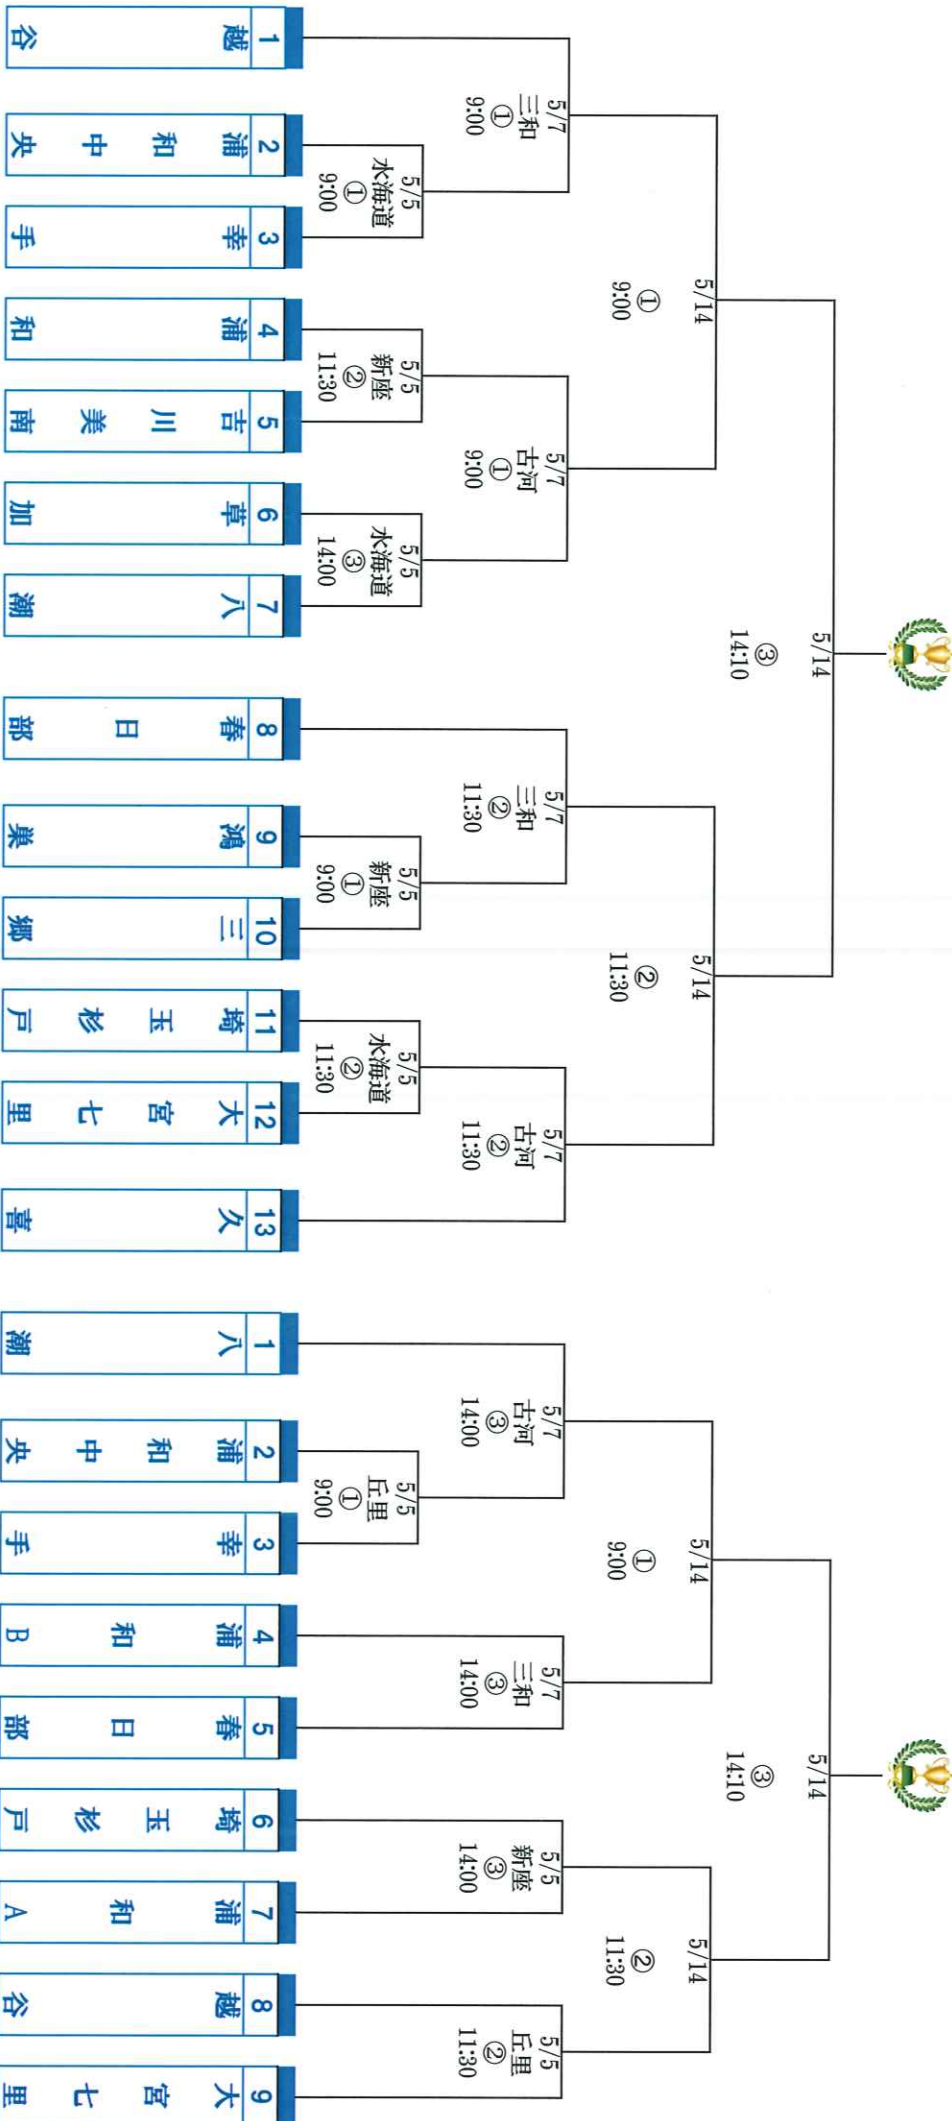 5/14
③
14:10
5/14
①
9:00
5/14
②
11:30
5/7
三和
①
9:00
5/7
古河
①
9:00
5/7
三和
②
11:30
5/7
古河
②
11:30
5/5
水海道
①
9:00
5/5
新座
②
11:30
5/5
水海道
③
14:00
5/5
新座
①
9:00
5/5
水海道
②
11:30
1 越谷
2 浦和中央
3 幸手
4 浦和
5 吉川美南
6 草加
7 八潮
8 春日部
9 鴻巣
10 三郷
11 埼玉杉戸
12 大宮七里
13 久喜
5/14
③
14:10
5/14
①
9:00
5/14
②
11:30
5/7
古河
③
14:00
5/7
三和
③
14:00
5/5
新座
③
14:00
5/5
丘里
②
11:30
5/5
丘里
①
9:00
1 八潮
2 浦和中央
3 幸手
4 浦和B
5 春日部
6 埼玉杉戸
7 浦和A
8 越谷
9 大宮七里